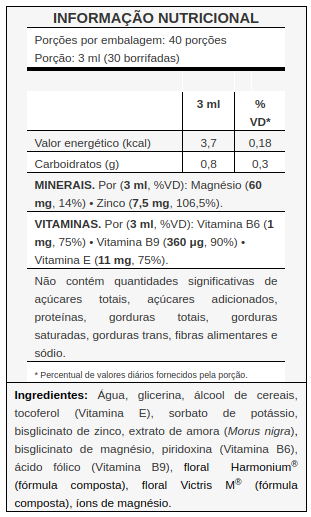 INFORMAÇÃO NUTRICIONAL
Porções por embalagem: 40 porções
Porção: 3 ml (30 borrifadas)
3 ml %
VD*
Valor energético (kcal) 3,7 0,18
Carboidratos (g) 0,8 0,3
MINERAIS. Por (3 ml, %VD): Magnésio (60
mg, 14%) • Zinco (7,5 mg, 106,5%).
VITAMINAS. Por (3 ml, %VD): Vitamina B6 (1
mg, 75%) • Vitamina B9 (360 μg, 90%) •
Vitamina E (11 mg, 75%).
Não contém quantidades significativas de
açúcares totais, açúcares adicionados,
proteínas, gorduras totais, gorduras
saturadas, gorduras trans, fibras alimentares e
sódio.
* Percentual de valores diários fornecidos pela porção.
Ingredientes: Água, glicerina, álcool de cereais,
tocoferol (Vitamina E), sorbato de potássio,
bisglicinato de zinco, extrato de amora (Morus nigra),
bisglicinato de magnésio, piridoxina (Vitamina B6),
ácido fólico (Vitamina B9), floral Harmonium®
(fórmula composta), floral Victris M® (fórmula
composta), íons de magnésio.